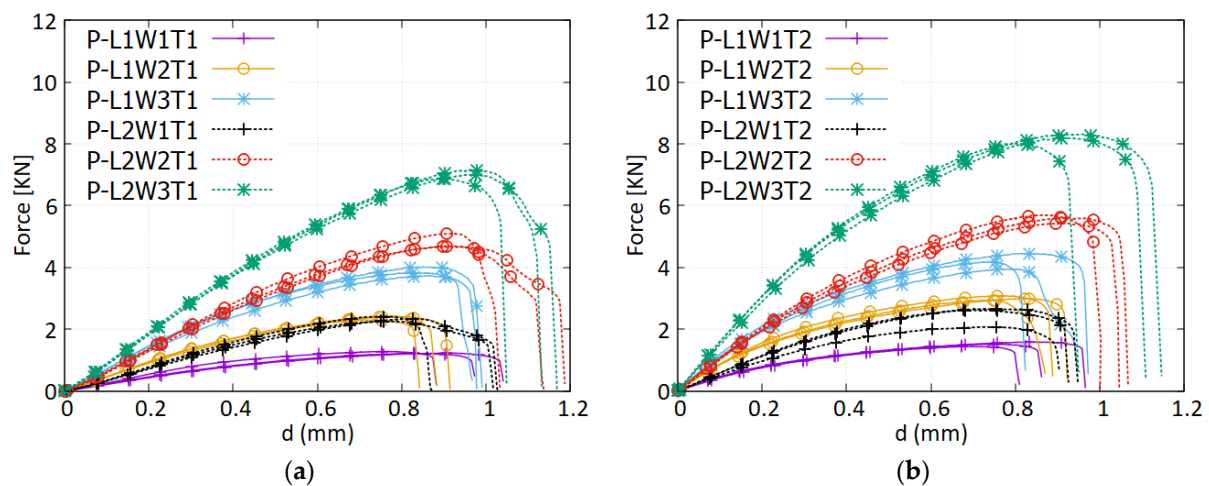 12
10
8
6
4
2
0
Force [KN]
P-L1W1T1
P-L1W2T1
P-L1W3T1
P-L2W1T1
P-L2W2T1
P-L2W3T1
0 0.2 0.4 0.6 0.8 1 1.2
d (mm)
(a)
12
10
8
6
4
2
0
Force [KN]
P-L1W1T2
P-L1W2T2
P-L1W3T2
P-L2W1T2
P-L2W2T2
P-L2W3T2
0 0.2 0.4 0.6 0.8 1 1.2
d (mm)
(b)